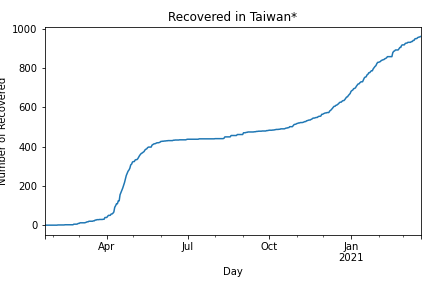 Recovered in Taiwan*
1000
800
600
400
200
0
Number of Recovered
Apr
Jul
Oct
Jan
2021
Day